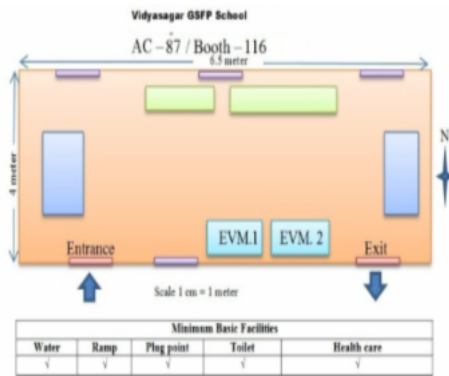 Vidyasagar GSFP School
AC – 87 / Booth – 116
6.5 meter
4 meter
N
EVM.1 EVM. 2
Entrance Exit
Scale 1 cm = 1 meter
Minimum Basic Facilities
Water Ramp Plug point Toilet Health care
√ √ √ √ √